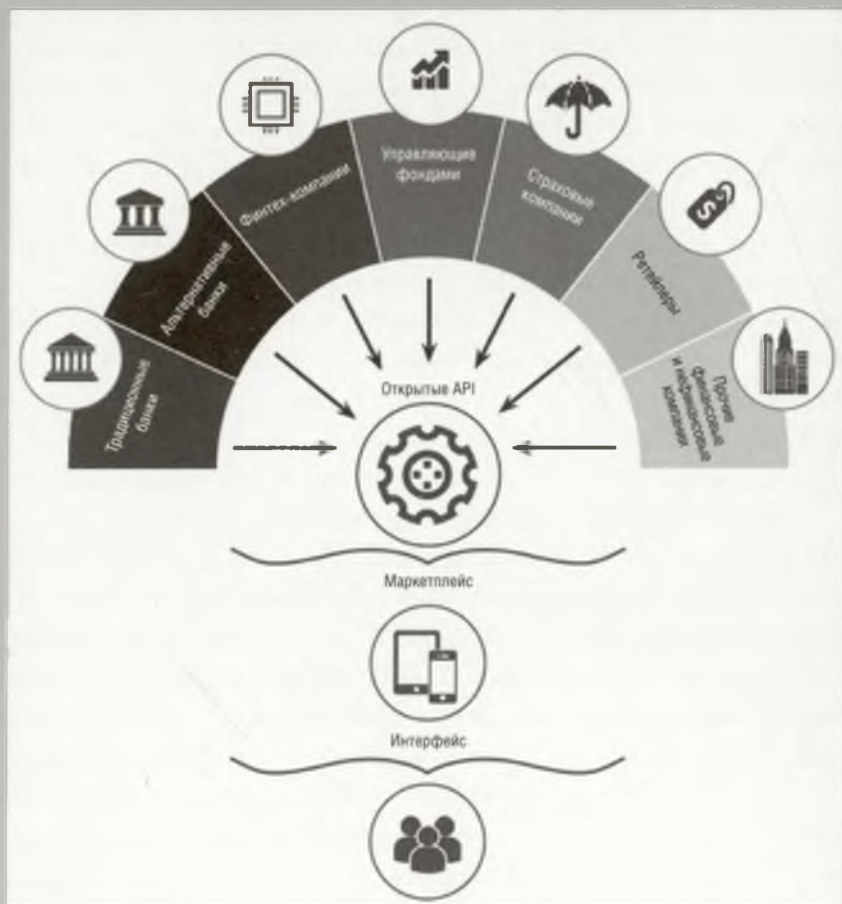 Традиционные
банки
Альтернативные
банки
Финтех-компании
Управляющие
фондами
Страховые
компании
Ретейлеры
Прочие
финансовые
и нефинансовые
компании
Открытые API
Маркетплейс
Интерфейс